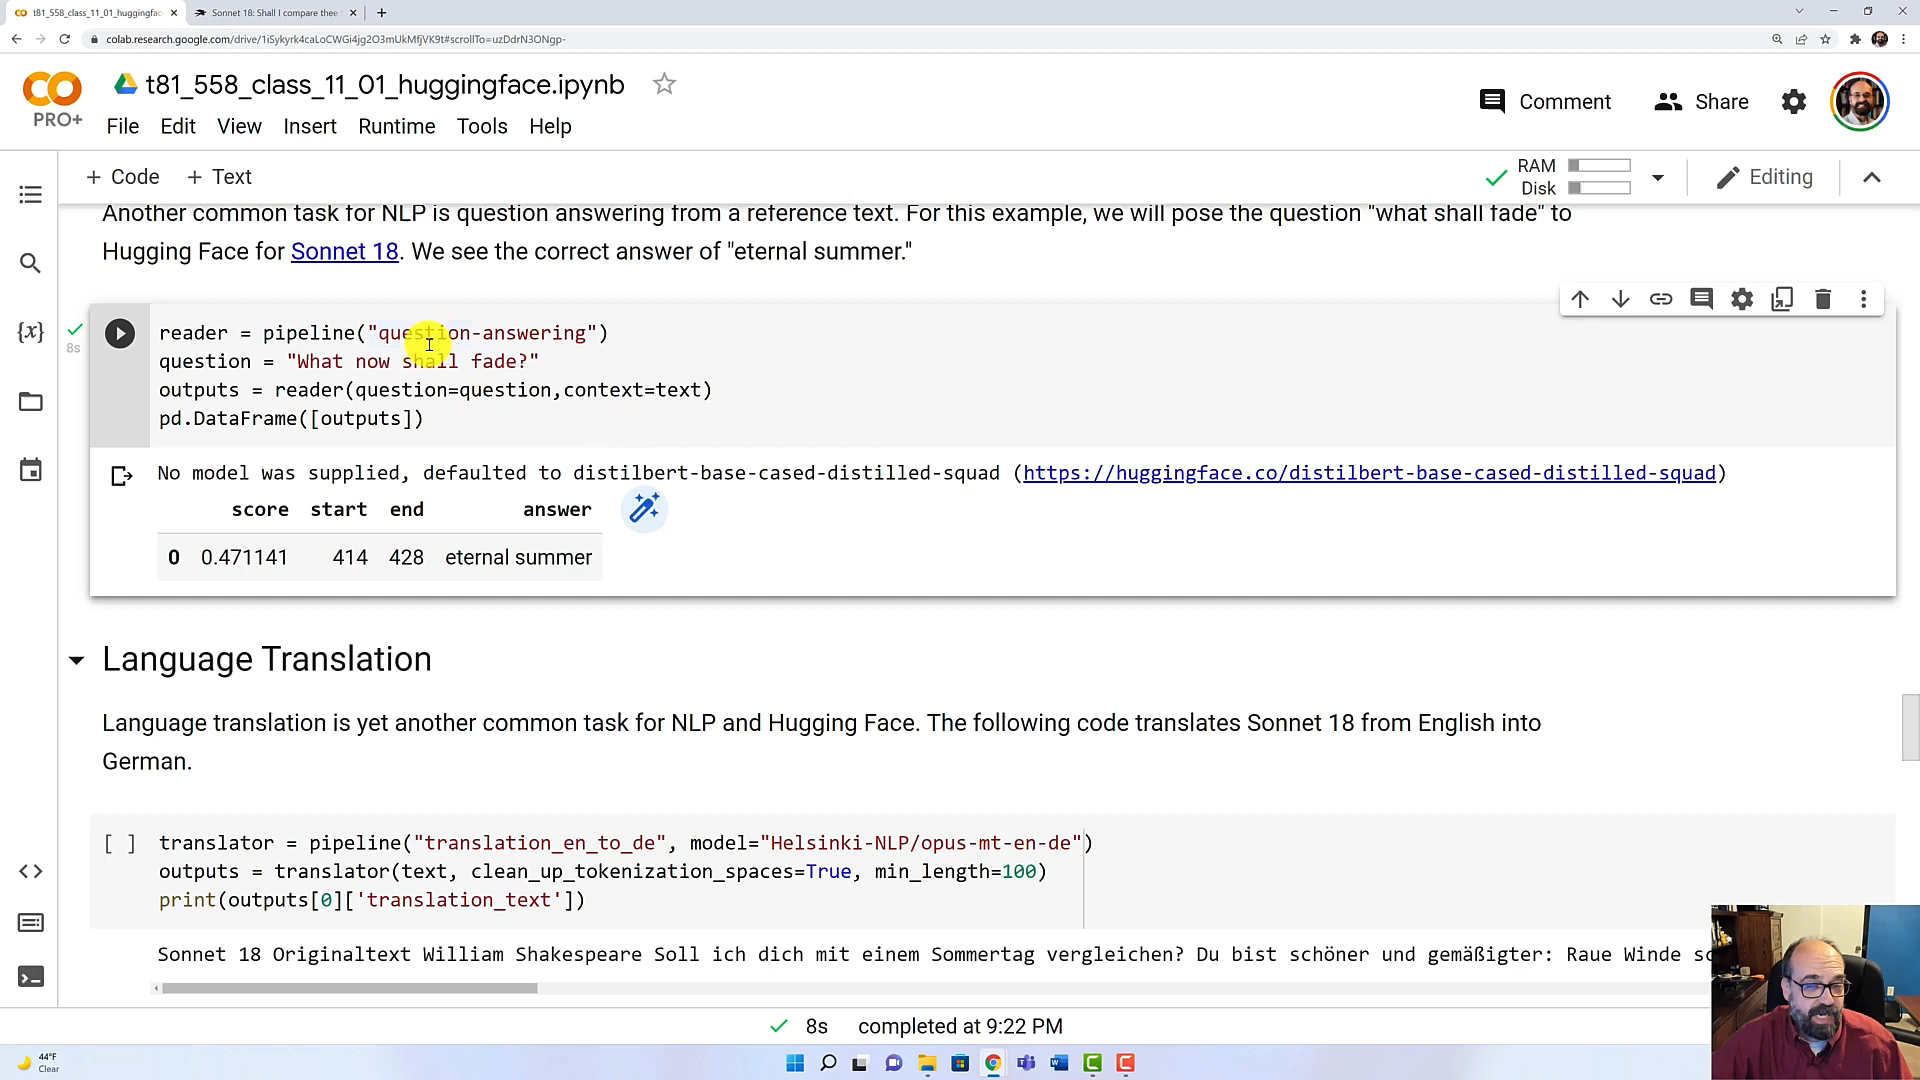 t81_558_class_11_01_huggingfac
Sonnet 18: Shall I compare thee
colab.research.google.com/drive/1iSykyrk4caLoCWGi4jg2O3mUkMfjVK9t#scrollTo=uzDdrN3ONgp-
CO
PRO+
t81_558_class_11_01_huggingface.ipynb
File Edit View Insert Runtime Tools Help
Comment
Share
+ Code + Text
RAM
Disk
Editing
Another common task for NLP is question answering from a reference text. For this example, we will pose the question "what shall fade" to
Hugging Face for Sonnet 18. We see the correct answer of "eternal summer."
8s
reader = pipeline("question-answering")
question = "What now shall fade?"
outputs = reader(question=question,context=text)
pd.DataFrame([outputs])
No model was supplied, defaulted to distilbert-base-cased-distilled-squad (https://huggingface.co/distilbert-base-cased-distilled-squad)
score start end answer
0 0.471141 414 428 eternal summer
Language Translation
Language translation is yet another common task for NLP and Hugging Face. The following code translates Sonnet 18 from English into
German.
[ ] translator = pipeline("translation_en_to_de", model="Helsinki-NLP/opus-mt-en-de")
outputs = translator(text, clean_up_tokenization_spaces=True, min_length=100)
print(outputs[0]['translation_text'])
Sonnet 18 Originaltext William Shakespeare Soll ich dich mit einem Sommertag vergleichen? Du bist schöner und gemäßigter: Raue Winde sc
8s completed at 9:22 PM
44°F
Clear